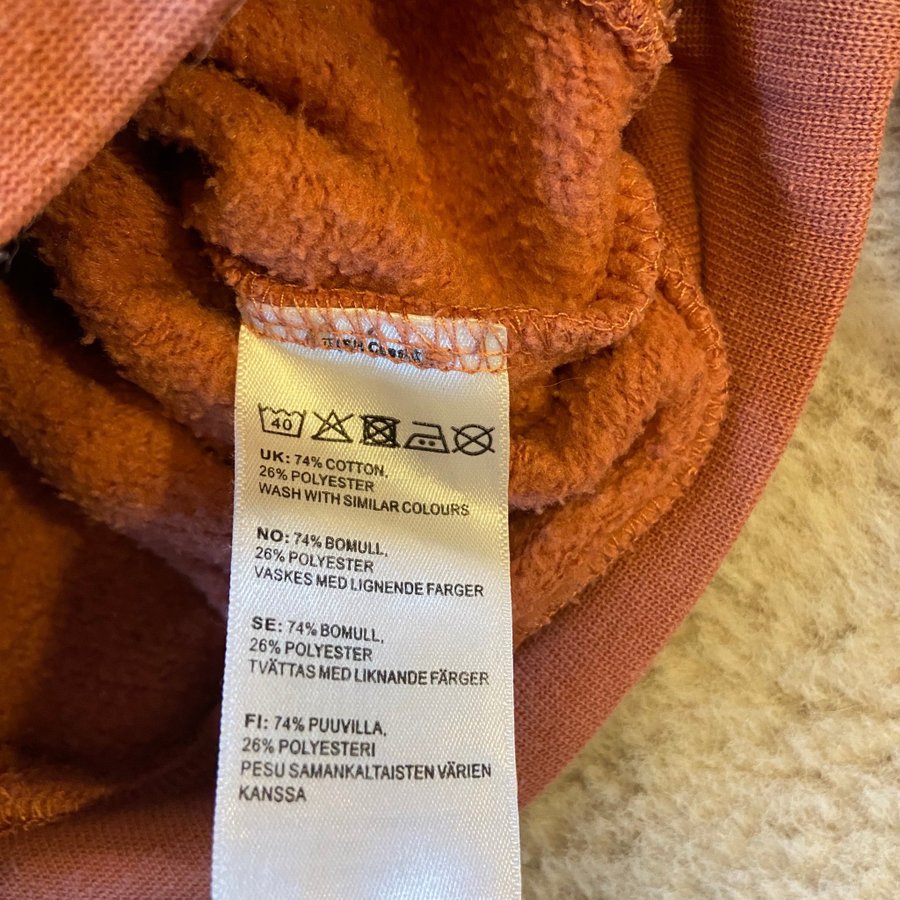 40
UK: 74% COTTON,
26% POLYESTER
WASH WITH SIMILAR COLOURS
NO: 74% BOMULL,
26% POLYESTER
VASKES MED LIGNENDE FARGER
SE: 74% BOMULL,
26% POLYESTER
TVÄTTAS MED LIKNANDE FÄRGER
FI: 74% PUUVILLA,
26% POLYESTERI
PESU SAMANKALTAISTEN VÄRIEN
KANSSA